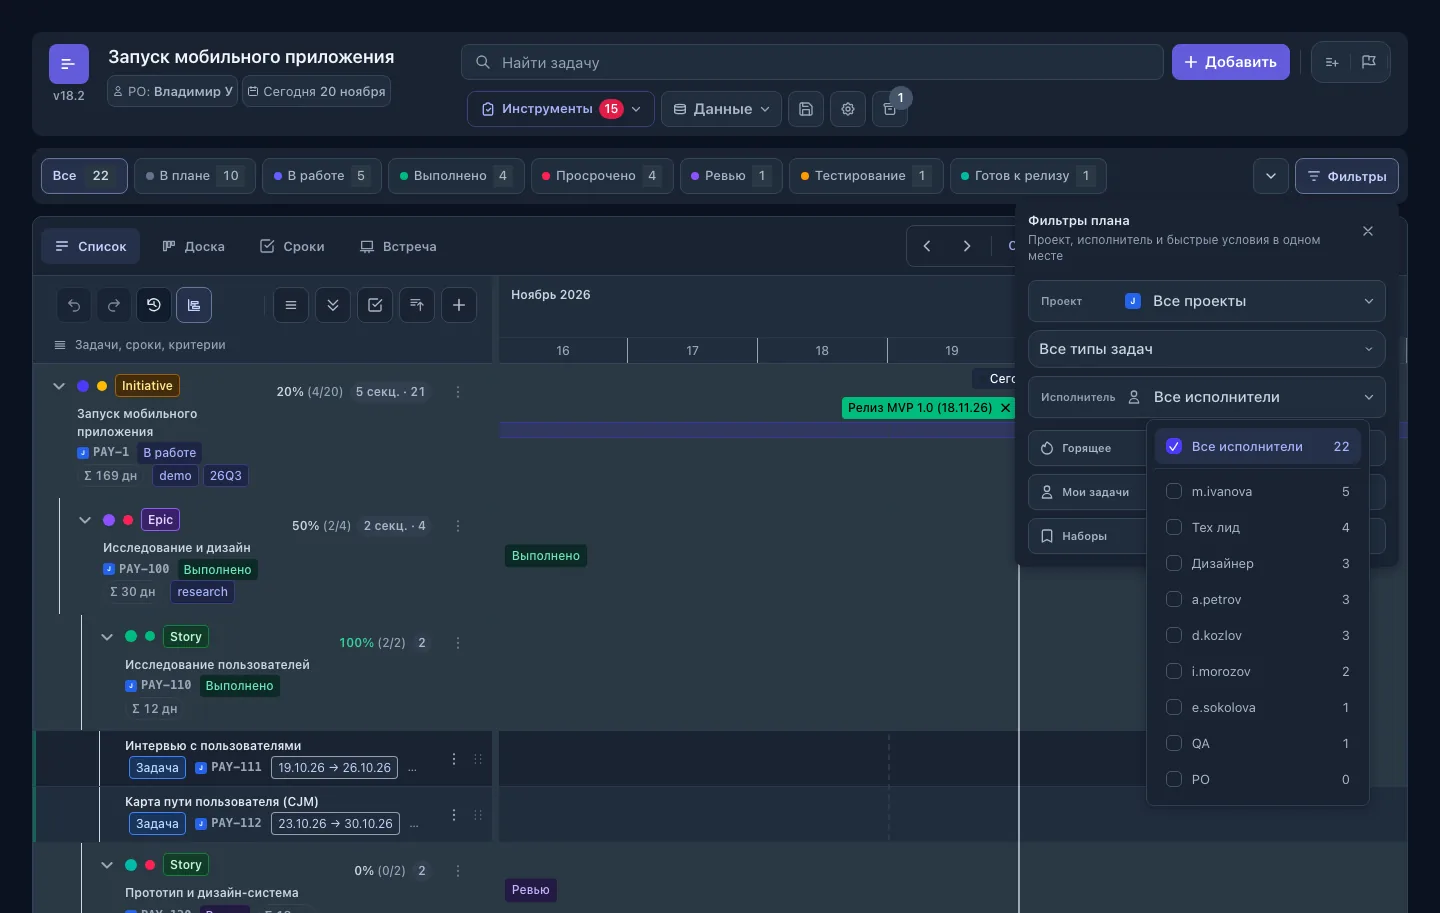 Запуск мобильного приложения
v18.2
PO: Владимир У
Сегодня 20 ноября
Найти задачу
Добавить
Инструменты 15
Данные
1
Все 22
В плане 10
В работе 5
Выполнено 4
Просрочено 4
Ревью 1
Тестирование 1
Готов к релизу 1
Фильтры
Список
Доска
Сроки
Встреча
Задачи, сроки, критерии
Ноябрь 2026
16
17
18
19
Релиз MVP 1.0 (18.11.26)
Initiative
20% (4/20)
5 секц. · 21
Запуск мобильного
приложения
PAY-1
В работе
Σ 169 дн
demo
26Q3
Epic
50% (2/4)
2 секц. · 4
Исследование и дизайн
PAY-100
Выполнено
Σ 30 дн
research
Выполнено
Story
100% (2/2)
2
Исследование пользователей
PAY-110
Выполнено
Σ 12 дн
Интервью с пользователями
Задача
PAY-111
19.10.26 → 26.10.26
...
Карта пути пользователя (CJM)
Задача
PAY-112
23.10.26 → 30.10.26
...
Story
0% (0/2)
2
Прототип и дизайн-система
Ревью
Фильтры плана
Проект, исполнитель и быстрые условия в одном
месте
Проект
Все проекты
Все типы задач
Исполнитель
Все исполнители
Горящее
Мои задачи
Наборы
Все исполнители 22
m.ivanova 5
Тех лид 4
Дизайнер 3
a.petrov 3
d.kozlov 3
i.morozov 2
e.sokolova 1
QA 1
PO 0